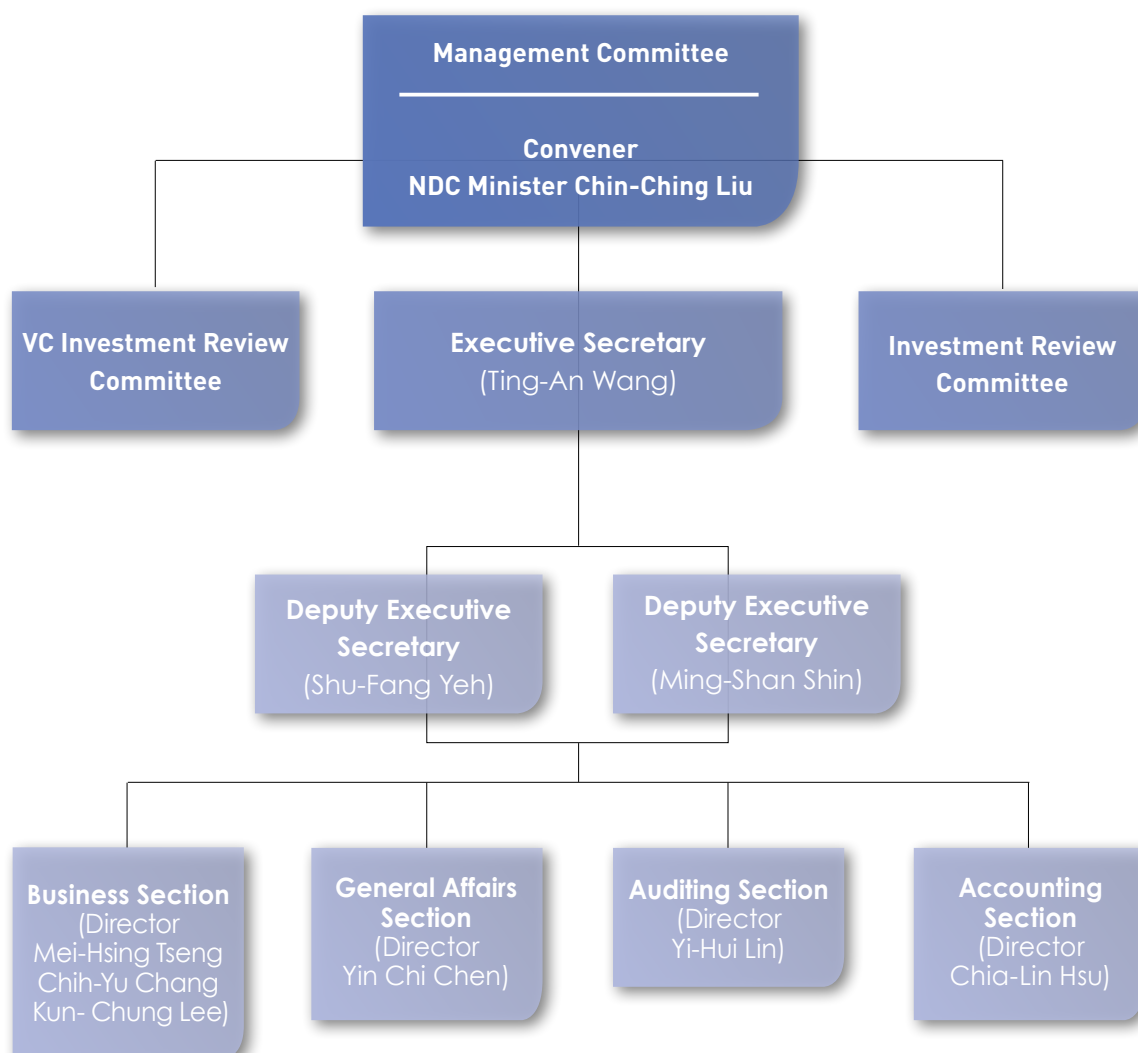 Management Committee
Convener
NDC Minister Chin-Ching Liu
VC Investment Review
Committee
Executive Secretary
(Ting-An Wang)
Investment Review
Committee
Deputy Executive
Secretary
(Shu-Fang Yeh)
Deputy Executive
Secretary
(Ming-Shan Shin)
Business Section
(Director
Mei-Hsing Tseng
Chih-Yu Chang
Kun- Chung Lee)
General Affairs
Section
(Director
Yin Chi Chen)
Auditing Section
(Director
Yi-Hui Lin)
Accounting
Section
(Director
Chia-Lin Hsu)